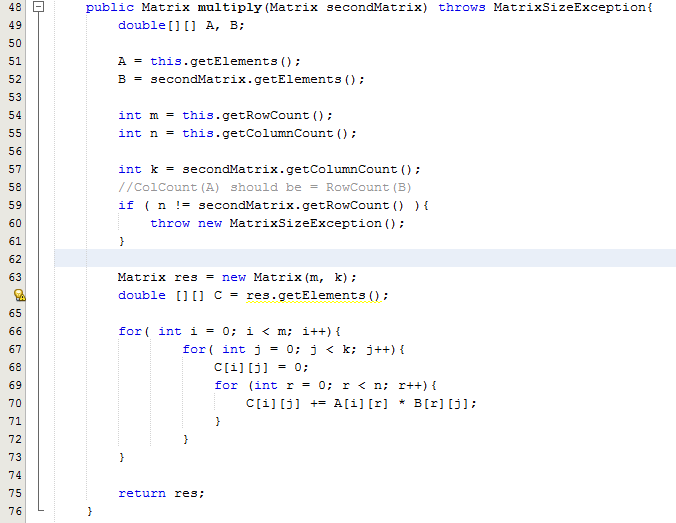 48 public Matrix multiply(Matrix secondMatrix) throws MatrixSizeException{
49 double[][] A, B;
50
51 A = this.getElements();
52 B = secondMatrix.getElements();
53
54 int m = this.getRowCount();
55 int n = this.getColumnCount();
56
57 int k = secondMatrix.getColumnCount();
58 //ColCount(A) should be = RowCount(B)
59 if ( n != secondMatrix.getRowCount() ){
60 throw new MatrixSizeException();
61 }
62
63 Matrix res = new Matrix(m, k);
double [][] C = res.getElements();
65
66 for( int i = 0; i < m; i++){
67 for( int j = 0; j < k; j++){
68 C[i][j] = 0;
69 for (int r = 0; r < n; r++){
70 C[i][j] += A[i][r] * B[r][j];
71 }
72 }
73 }
74
75 return res;
76 }